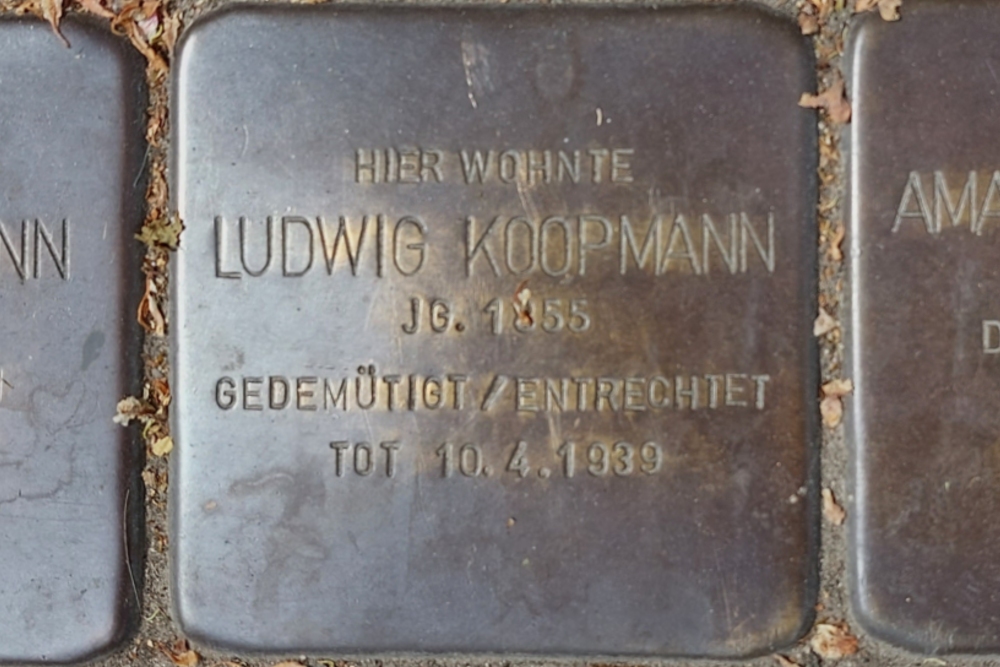 HIER WOHNTE
LUDWIG KOOPMANN
JG. 1855
GEDEMÜTIGT / ENTRECHTET
TOT 10.4.1939